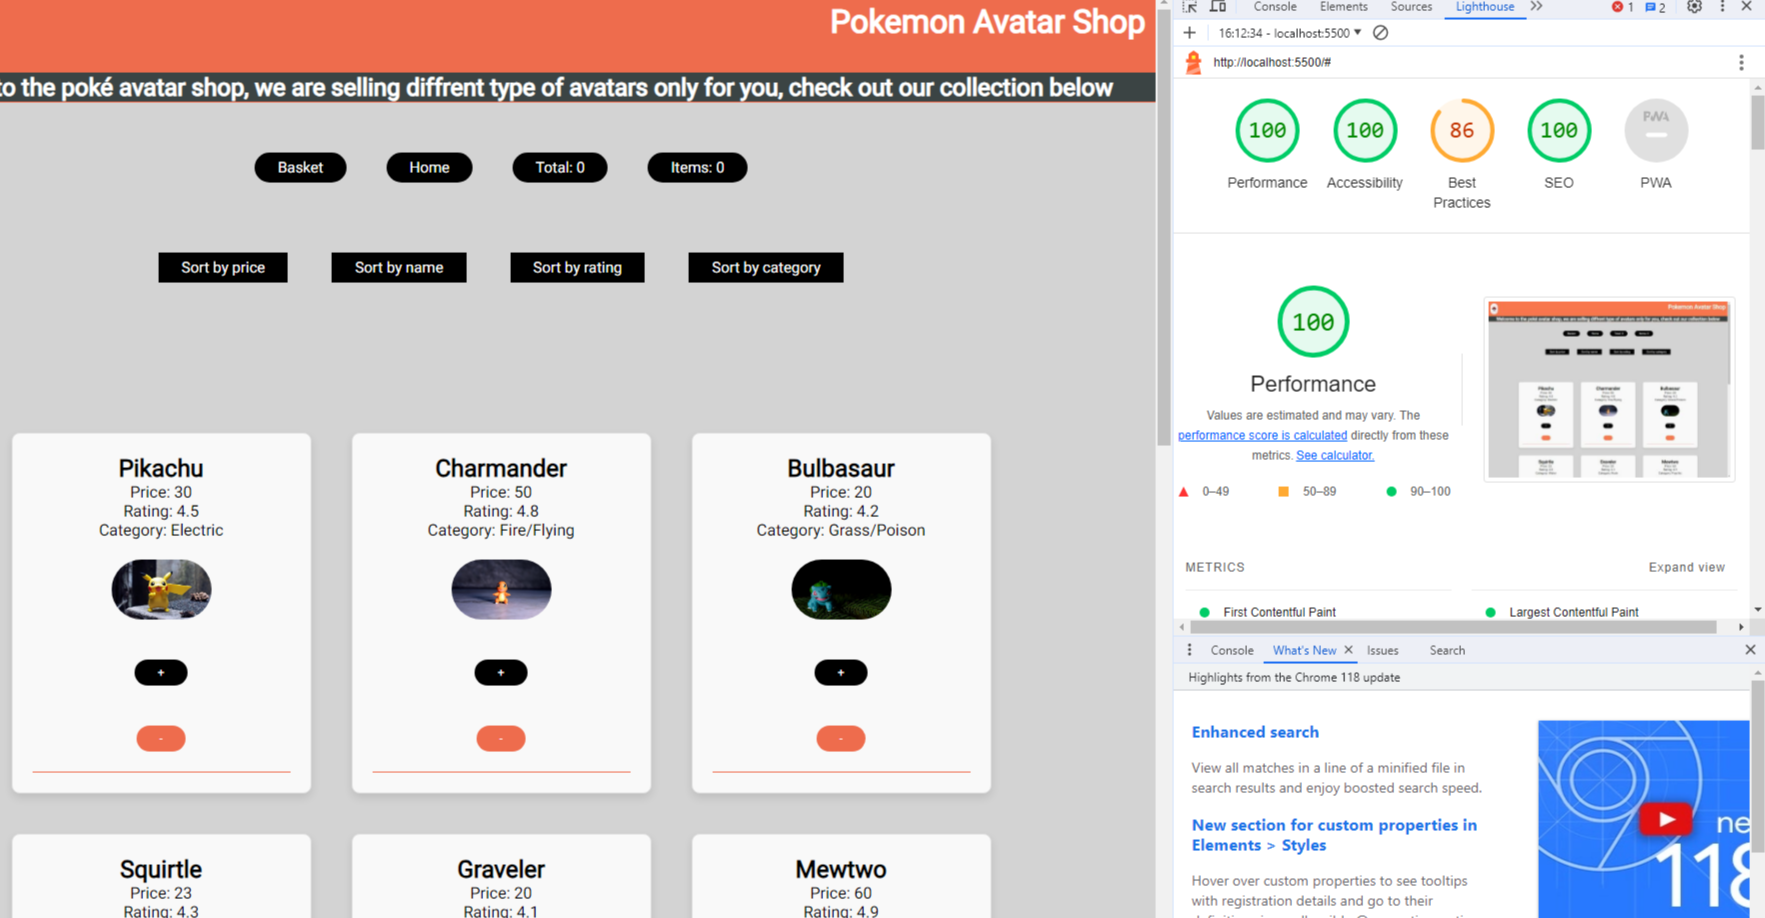 Pokemon Avatar Shop
to the poké avatar shop, we are selling diffrent type of avatars only for you, check out our collection below
Basket
Home
Total: 0
Items: 0
Sort by price
Sort by name
Sort by rating
Sort by category
Pikachu
Price: 30
Rating: 4.5
Category: Electric
+
-
Charmander
Price: 50
Rating: 4.8
Category: Fire/Flying
+
-
Bulbasaur
Price: 20
Rating: 4.2
Category: Grass/Poison
+
-
Squirtle
Price: 23
Rating: 4.3
Graveler
Price: 20
Rating: 4.1
Mewtwo
Price: 60
Rating: 4.9
Console Elements Sources Lighthouse 1 2
16:12:34 - localhost:5500
http://localhost:5500/#
100
Performance
100
Accessibility
86
Best
Practices
100
SEO
PWA
PWA
100
Performance
Values are estimated and may vary. The
performance score is calculated directly from these
metrics. See calculator.
0–49
50–89
90–100
Pokemon Avatar Shop
Pikachu
Charmander
Bulbasaur
METRICS
Expand view
First Contentful Paint
Largest Contentful Paint
Console What's New Issues Search
Highlights from the Chrome 118 update
Enhanced search
View all matches in a line of a minified file in
search results and enjoy boosted search speed.
New section for custom properties in
Elements > Styles
Hover over custom properties to see tooltips
with registration details and go to their
ne
118